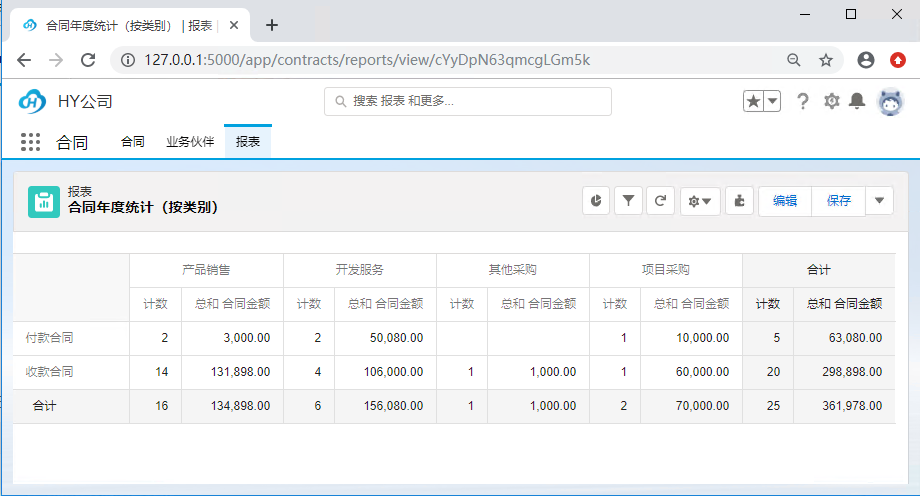 合同年度统计（按类别） | 报表
127.0.0.1:5000/app/contracts/reports/view/cYyDpN63qmcgLGm5k
HY公司
搜索 报表 和更多...
合同 合同 业务伙伴 报表
报表
合同年度统计（按类别）
编辑 保存
产品销售 开发服务 其他采购 项目采购 合计
计数 总和 合同金额 计数 总和 合同金额 计数 总和 合同金额 计数 总和 合同金额 计数 总和 合同金额
付款合同 2 3,000.00 2 50,080.00 1 10,000.00 5 63,080.00
收款合同 14 131,898.00 4 106,000.00 1 1,000.00 1 60,000.00 20 298,898.00
合计 16 134,898.00 6 156,080.00 1 1,000.00 2 70,000.00 25 361,978.00